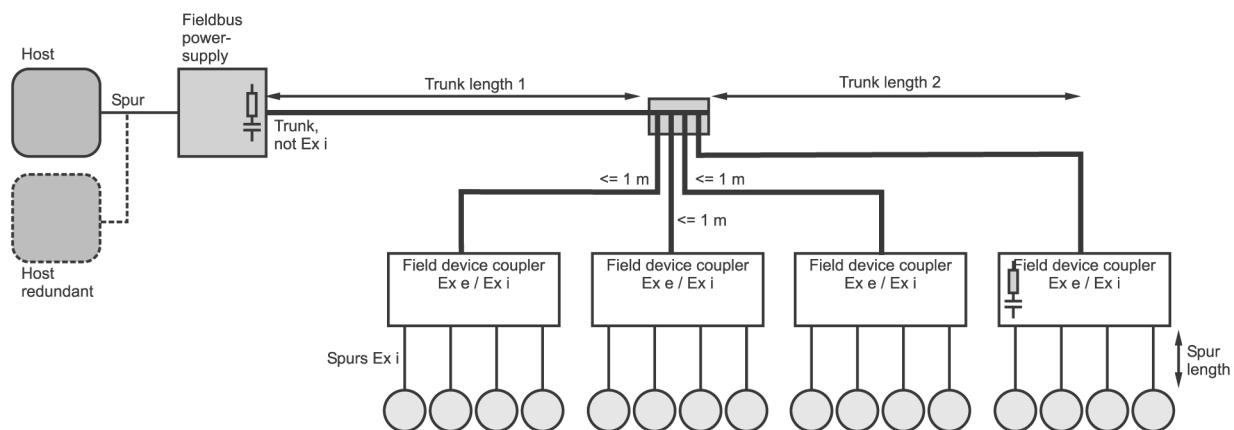 Host
Fieldbus
power-
supply
Spur
Trunk length 1
Trunk length 2
Trunk,
not Ex i
<= 1 m
<= 1 m
<= 1 m
Host
redundant
Field device coupler
Ex e / Ex i
Field device coupler
Ex e / Ex i
Field device coupler
Ex e / Ex i
Field device coupler
Ex e / Ex i
Spurs Ex i
Spur
length